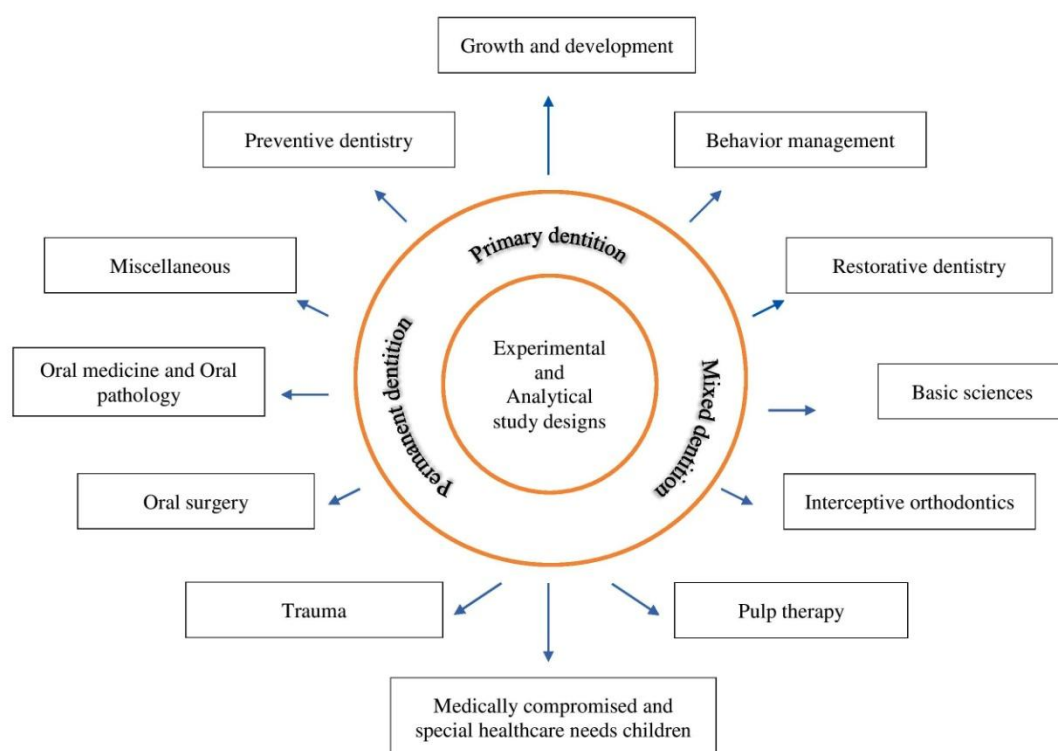 Growth and development
Preventive dentistry
Behavior management
Primary dentition
Miscellaneous
Restorative dentistry
Experimental
and
Analytical
study designs
Permanent dentition
Mixed dentition
Oral medicine and Oral
pathology
Basic sciences
Oral surgery
Interceptive orthodontics
Trauma
Pulp therapy
Medically compromised and
special healthcare needs children